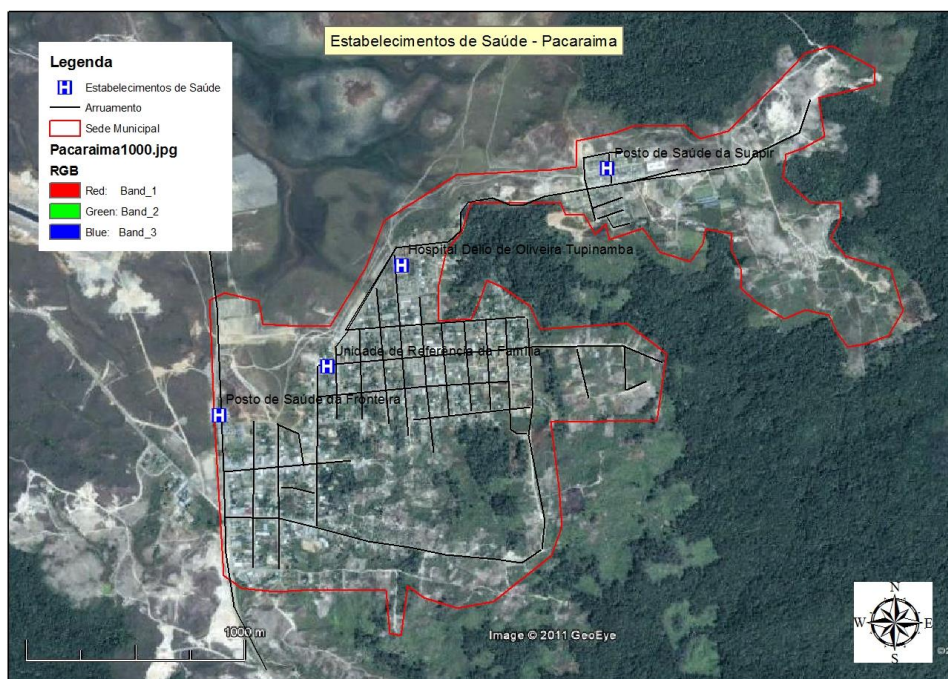 Estabelecimentos de Saúde - Pacaraima
Legenda
H Estabelecimentos de Saúde
Arruamento
Sede Municipal
Pacaraima1000.jpg
RGB
Red: Band_1
Green: Band_2
Blue: Band_3
H Posto de Saúde da Suapir
H Hospital Délio de Oliveira Tupinamba
H Unidade de Referência da Família
H Posto de Saúde da Fronteira
1000 m
Image © 2011 GeoEye
N
W E
S